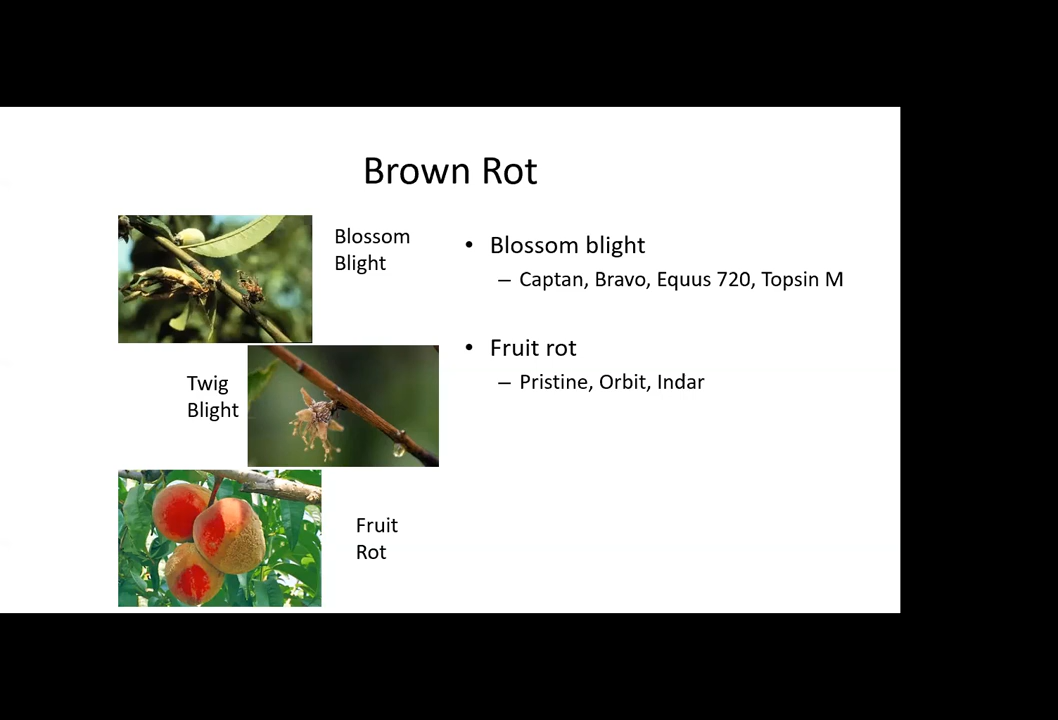 Brown Rot
Blossom
Blight
Twig
Blight
Fruit
Rot
• Blossom blight
– Captan, Bravo, Equus 720, Topsin M
• Fruit rot
– Pristine, Orbit, Indar